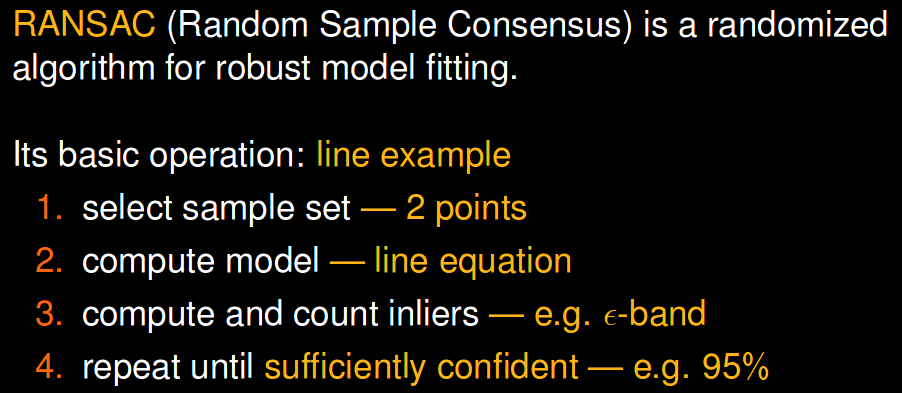 RANSAC (Random Sample Consensus) is a randomized
algorithm for robust model fitting.
Its basic operation: line example
1. select sample set — 2 points
2. compute model — line equation
3. compute and count inliers — e.g. ϵ-band
4. repeat until sufficiently confident — e.g. 95%